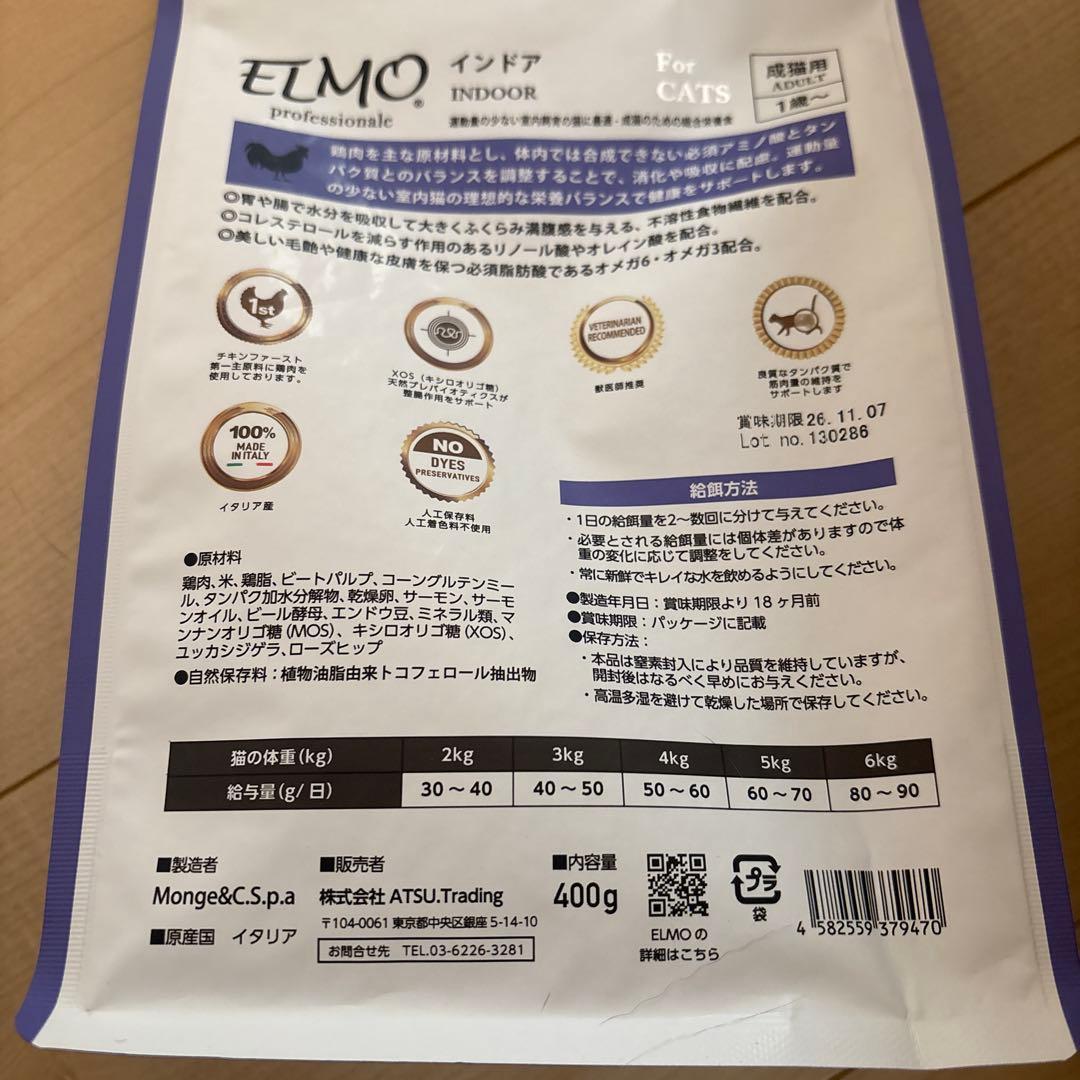 ELMO®
professionale
インドア
INDOOR
For
CATS
成猫用
ADULT
1歳～
運動量の少ない室内飼育の猫に最適・成猫のための総合栄養食
鶏肉を主な原材料とし、体内では合成できない必須アミノ酸とタン
パク質とのバランスを調整することで、消化や吸収に配慮。運動量
の少ない室内猫の理想的な栄養バランスで健康をサポートします。
◎胃や腸で水分を吸収して大きくふくらみ満腹感を与える、不溶性食物繊維を配合。
◎コレステロールを減らす作用のあるリノール酸やオレイン酸を配合。
◎美しい毛艶や健康な皮膚を保つ必須脂肪酸であるオメガ6・オメガ3配合。
1st
チキンファースト
第一主原料に鶏肉を
使用しております。
XOS（キシロオリゴ糖）
天然プレバイオティクスが
整腸作用をサポート
VETERINARIAN
RECOMMENDED
獣医師推奨
良質なタンパク質で
筋肉量の維持を
サポートします
賞味期限26.11.07
Lot no.130286
100%
MADE
IN ITALY
イタリア産
NO
DYES
PRESERVATIVES
人工保存料
人工着色料不使用
給餌方法
・1日の給餌量を2～数回に分けて与えてください。
・必要とされる給餌量には個体差がありますので体
重の変化に応じて調整をしてください。
・常に新鮮でキレイな水を飲めるようにしてください。
●製造年月日：賞味期限より18ヶ月前
●賞味期限：パッケージに記載
●保存方法：
・本品は窒素封入により品質を維持していますが、
開封後はなるべく早めにお与えください。
・高温多湿を避けて乾燥した場所で保存してください。
●原材料
鶏肉、米、鶏脂、ビートパルプ、コーングルテンミー
ル、タンパク加水分解物、乾燥卵、サーモン、サーモ
ンオイル、ビール酵母、エンドウ豆、ミネラル類、マ
ンナンオリゴ糖（MOS）、キシロオリゴ糖（XOS）、
ユッカシジゲラ、ローズヒップ
●自然保存料：植物油脂由来トコフェロール抽出物
猫の体重（kg） 2kg 3kg 4kg 5kg 6kg
給与量（g/日） 30～40 40～50 50～60 60～70 80～90
■製造者
Monge&C.S.p.a
■原産国　イタリア
■販売者
株式会社 ATSU.Trading
〒104-0061 東京都中央区銀座 5-14-10
お問合せ先　TEL.03-6226-3281
■内容量
400g
ELMOの
詳細はこちら
プラ
袋
4 582559 379470